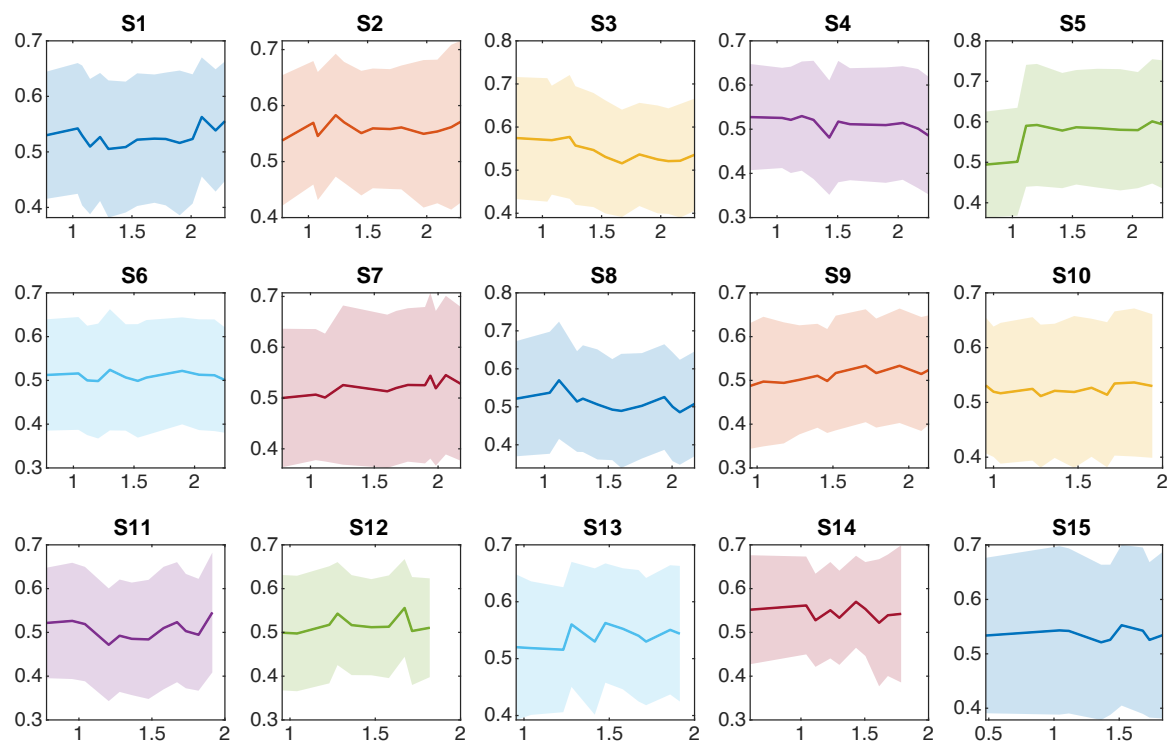 S1 S2 S3 S4 S5
0.7 0.7 0.8 0.7 0.8
0.6 0.6 0.7 0.6 0.7
0.5 0.5 0.6 0.5 0.6
0.4 0.4 0.5 0.4 0.5
0.4 0.3 0.4
1 1.5 2 1 1.5 2 1 1.5 2 1 1.5 2 1 1.5 2
S6 S7 S8 S9 S10
0.7 0.7 0.8 0.7 0.7
0.6 0.6 0.7 0.6 0.6
0.5 0.5 0.6 0.5 0.5
0.4 0.4 0.5 0.4 0.4
0.3 0.4 0.3
1 1.5 2 1 1.5 2 1 1.5 2 1 1.5 2 1 1.5 2
S11 S12 S13 S14 S15
0.7 0.7 0.7 0.7 0.7
0.6 0.6 0.6 0.6 0.6
0.5 0.5 0.5 0.5 0.5
0.4 0.4 0.4 0.4 0.4
0.3 0.3 0.3
1 1.5 2 1 1.5 2 1 1.5 2 1 1.5 2 0.5 1 1.5